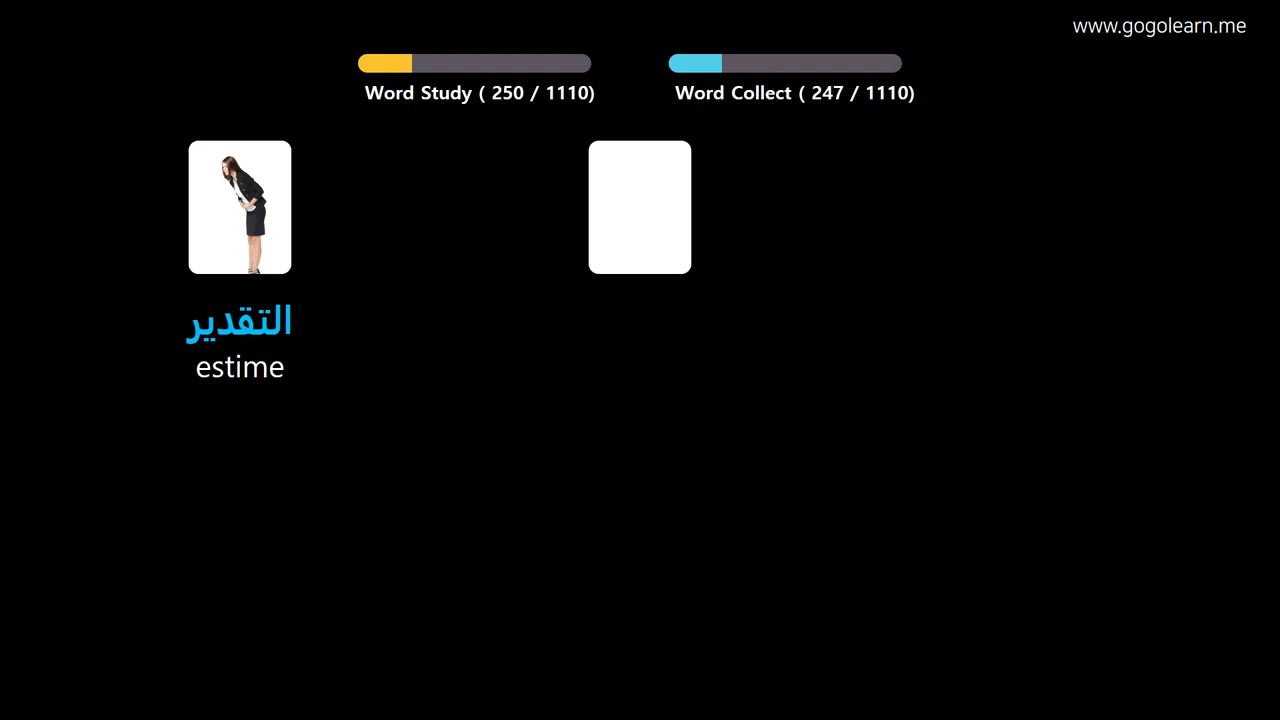 www.gogolearn.me
Word Study ( 250 / 1110)
Word Collect ( 247 / 1110)
التقدير
estime